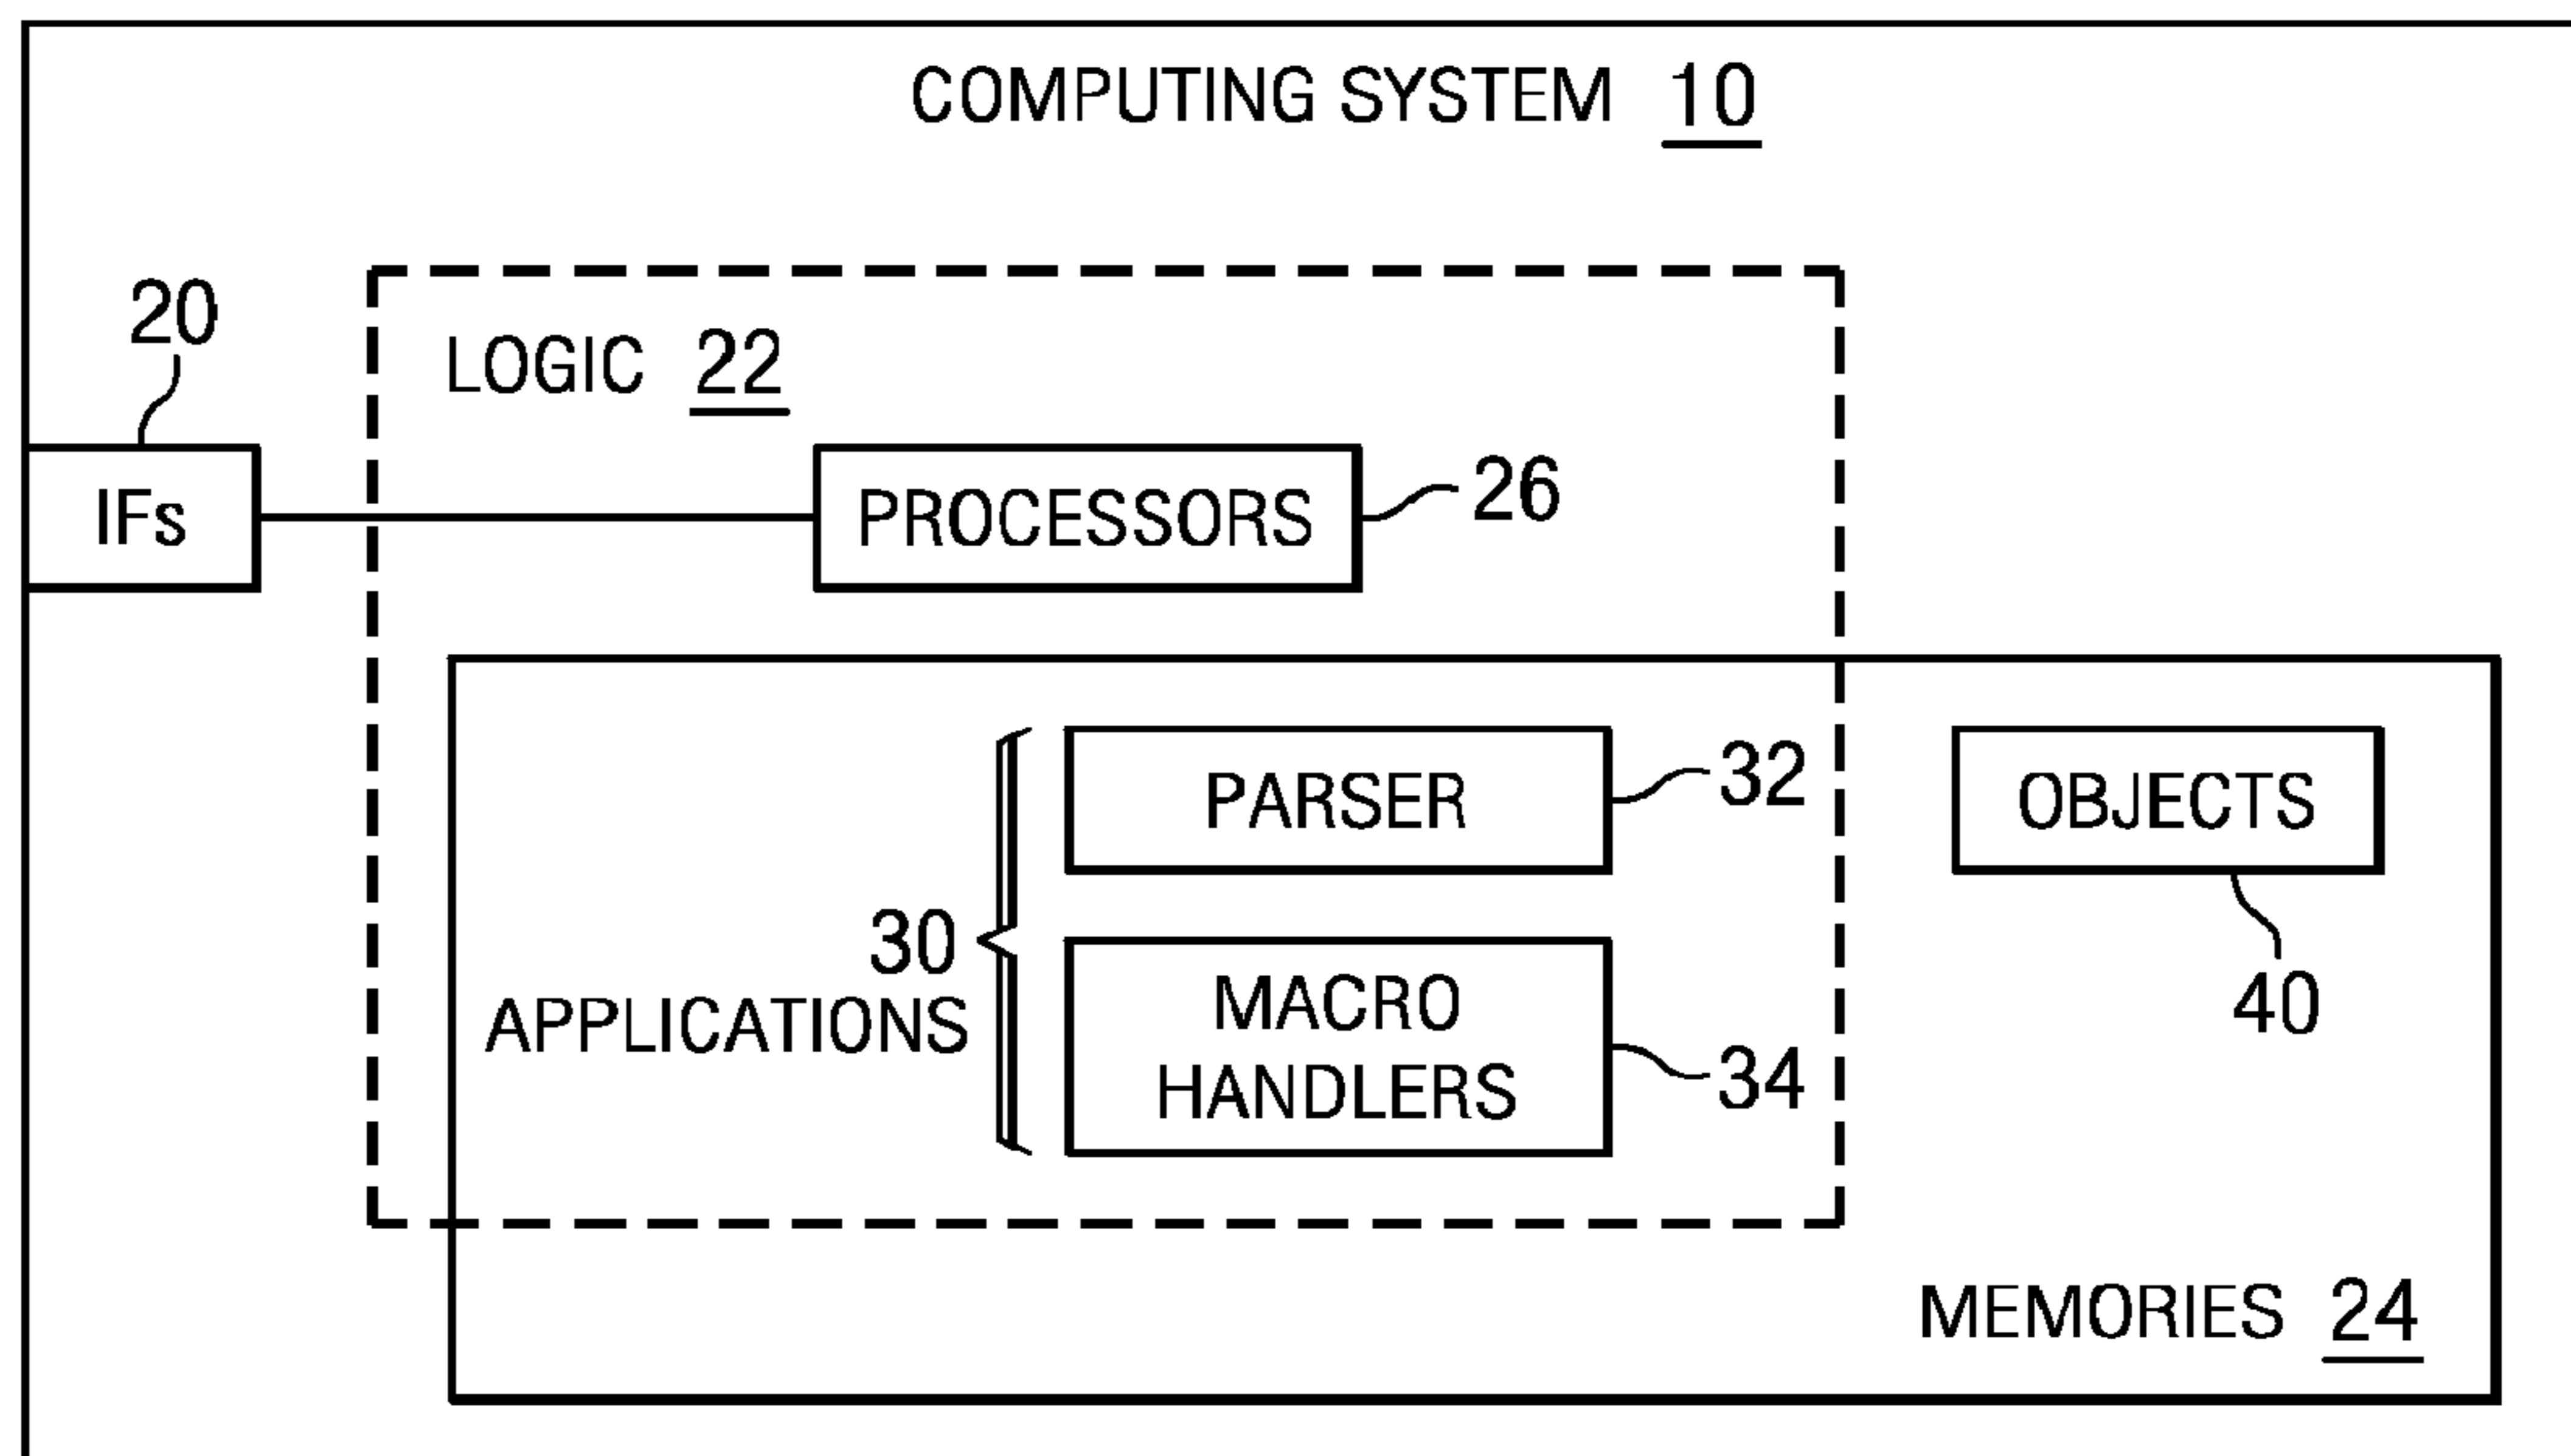 COMPUTING SYSTEM 10
20
LOGIC 22
IFs
PROCESSORS
26
PARSER
32
OBJECTS
30
APPLICATIONS
MACRO
HANDLERS
34
40
MEMORIES 24